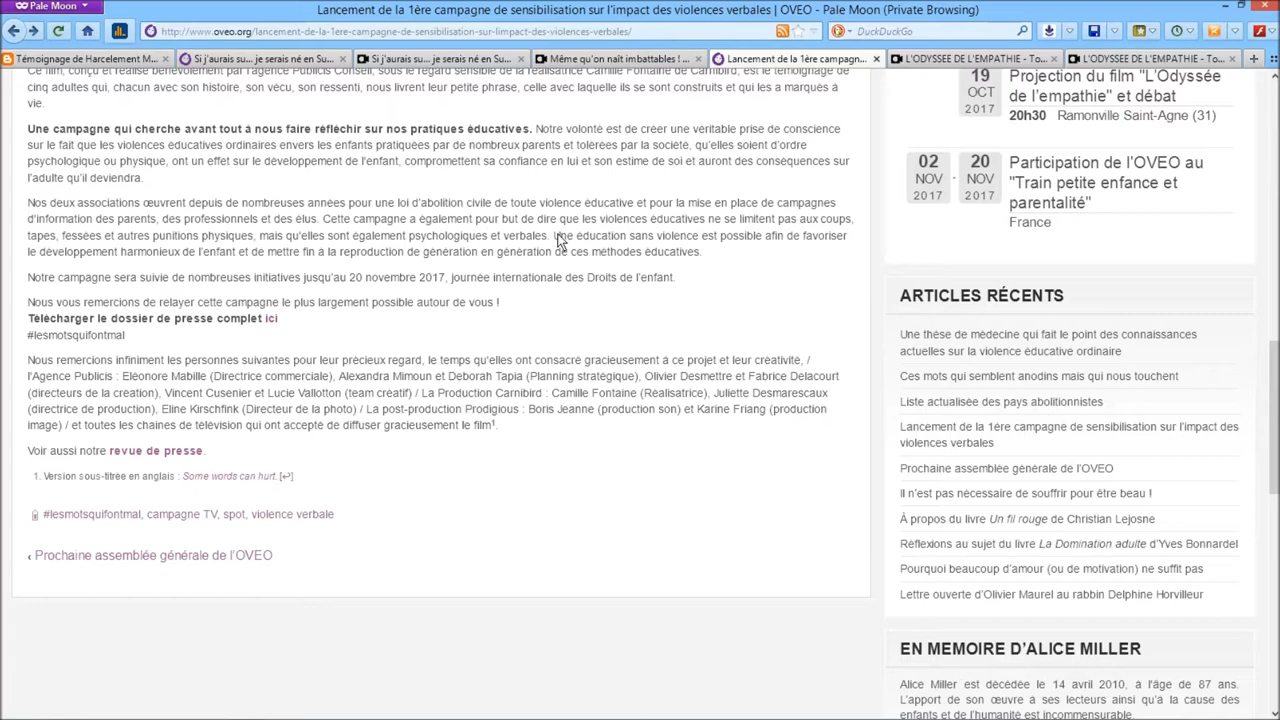 Pale Moon
Lancement de la 1ère campagne de sensibilisation sur l'impact des violences verbales | OVEO - Pale Moon (Private Browsing)
http://www.oveo.org/lancement-de-la-1ere-campagne-de-sensibilisation-sur-limpact-des-violences-verbales/
DuckDuckGo
Témoignage de Harcelement M...
Si j'aurais su... je serais né en Su...
Si j'aurais su... je serais né en Su...
Même qu'on naît imbattables ! ...
Lancement de la 1ère campagn...
L'ODYSSEE DE L'EMPATHIE - To...
L'ODYSSEE DE L'EMPATHIE - To...
Ce film, conçu et réalisé bénévolement par l'agence Publicis Conseil, sous le regard sensible de la réalisatrice Camille Fontaine de Carnibird, est le témoignage de
cinq adultes qui, chacun avec son histoire, son vécu, son ressenti, nous livrent leur petite phrase, celle avec laquelle ils se sont construits et qui les a marqués à
vie.
Une campagne qui cherche avant tout à nous faire réfléchir sur nos pratiques éducatives. Notre volonté est de créer une véritable prise de conscience
sur le fait que les violences éducatives ordinaires envers les enfants pratiquées par de nombreux parents et tolérées par la société, qu'elles soient d'ordre
psychologique ou physique, ont un effet sur le développement de l'enfant, compromettent sa confiance en lui et son estime de soi et auront des conséquences sur
l'adulte qu'il deviendra.
Nos deux associations œuvrent depuis de nombreuses années pour une loi d'abolition civile de toute violence éducative et pour la mise en place de campagnes
d'information des parents, des professionnels et des élus. Cette campagne a également pour but de dire que les violences éducatives ne se limitent pas aux coups,
tapes, fessées et autres punitions physiques, mais qu'elles sont également psychologiques et verbales. Une éducation sans violence est possible afin de favoriser
le développement harmonieux de l'enfant et de mettre fin à la reproduction de génération en génération de ces méthodes éducatives.
Notre campagne sera suivie de nombreuses initiatives jusqu'au 20 novembre 2017, journée internationale des Droits de l'enfant.
Nous vous remercions de relayer cette campagne le plus largement possible autour de vous !
Télécharger le dossier de presse complet ici
#lesmotsquifontmal
Nous remercions infiniment les personnes suivantes pour leur précieux regard, le temps qu'elles ont consacré gracieusement à ce projet et leur créativité, /
l'Agence Publicis : Eléonore Mabille (Directrice commerciale), Alexandra Mimoun et Deborah Tapia (Planning stratégique), Olivier Desmettre et Fabrice Delacourt
(directeurs de la création), Vincent Cusenier et Lucie Vallotton (team créatif) / La Production Carnibird : Camille Fontaine (Réalisatrice), Juliette Desmarescaux
(directrice de production), Eline Kirschfink (Directeur de la photo) / La post-production Prodigious : Boris Jeanne (production son) et Karine Friang (production
image) / et toutes les chaînes de télévision qui ont accepté de diffuser gracieusement le film¹.
Voir aussi notre revue de presse.
1. Version sous-titrée en anglais : Some words can hurt. [↩]
#lesmotsquifontmal, campagne TV, spot, violence verbale
‹ Prochaine assemblée générale de l'OVEO
19
OCT
2017
Projection du film "L'Odyssée
de l'empathie" et débat
20h30 Ramonville Saint-Agne (31)
02 20
NOV - NOV
2017 2017
Participation de l'OVEO au
"Train petite enfance et
parentalité"
France
ARTICLES RÉCENTS
Une thèse de médecine qui fait le point des connaissances
actuelles sur la violence éducative ordinaire
Ces mots qui semblent anodins mais qui nous touchent
Liste actualisée des pays abolitionnistes
Lancement de la 1ère campagne de sensibilisation sur l'impact des
violences verbales
Prochaine assemblée générale de l'OVEO
Il n'est pas nécessaire de souffrir pour être beau !
À propos du livre Un fil rouge de Christian Lejosne
Réflexions au sujet du livre La Domination adulte d'Yves Bonnardel
Pourquoi beaucoup d'amour (ou de motivation) ne suffit pas
Lettre ouverte d'Olivier Maurel au rabbin Delphine Horvilleur
EN MEMOIRE D'ALICE MILLER
Alice Miller est décédée le 14 avril 2010, à l'âge de 87 ans.
L'apport de son œuvre à ses lecteurs ainsi qu'à la cause des
enfants et de l'humanité est incommensurable.